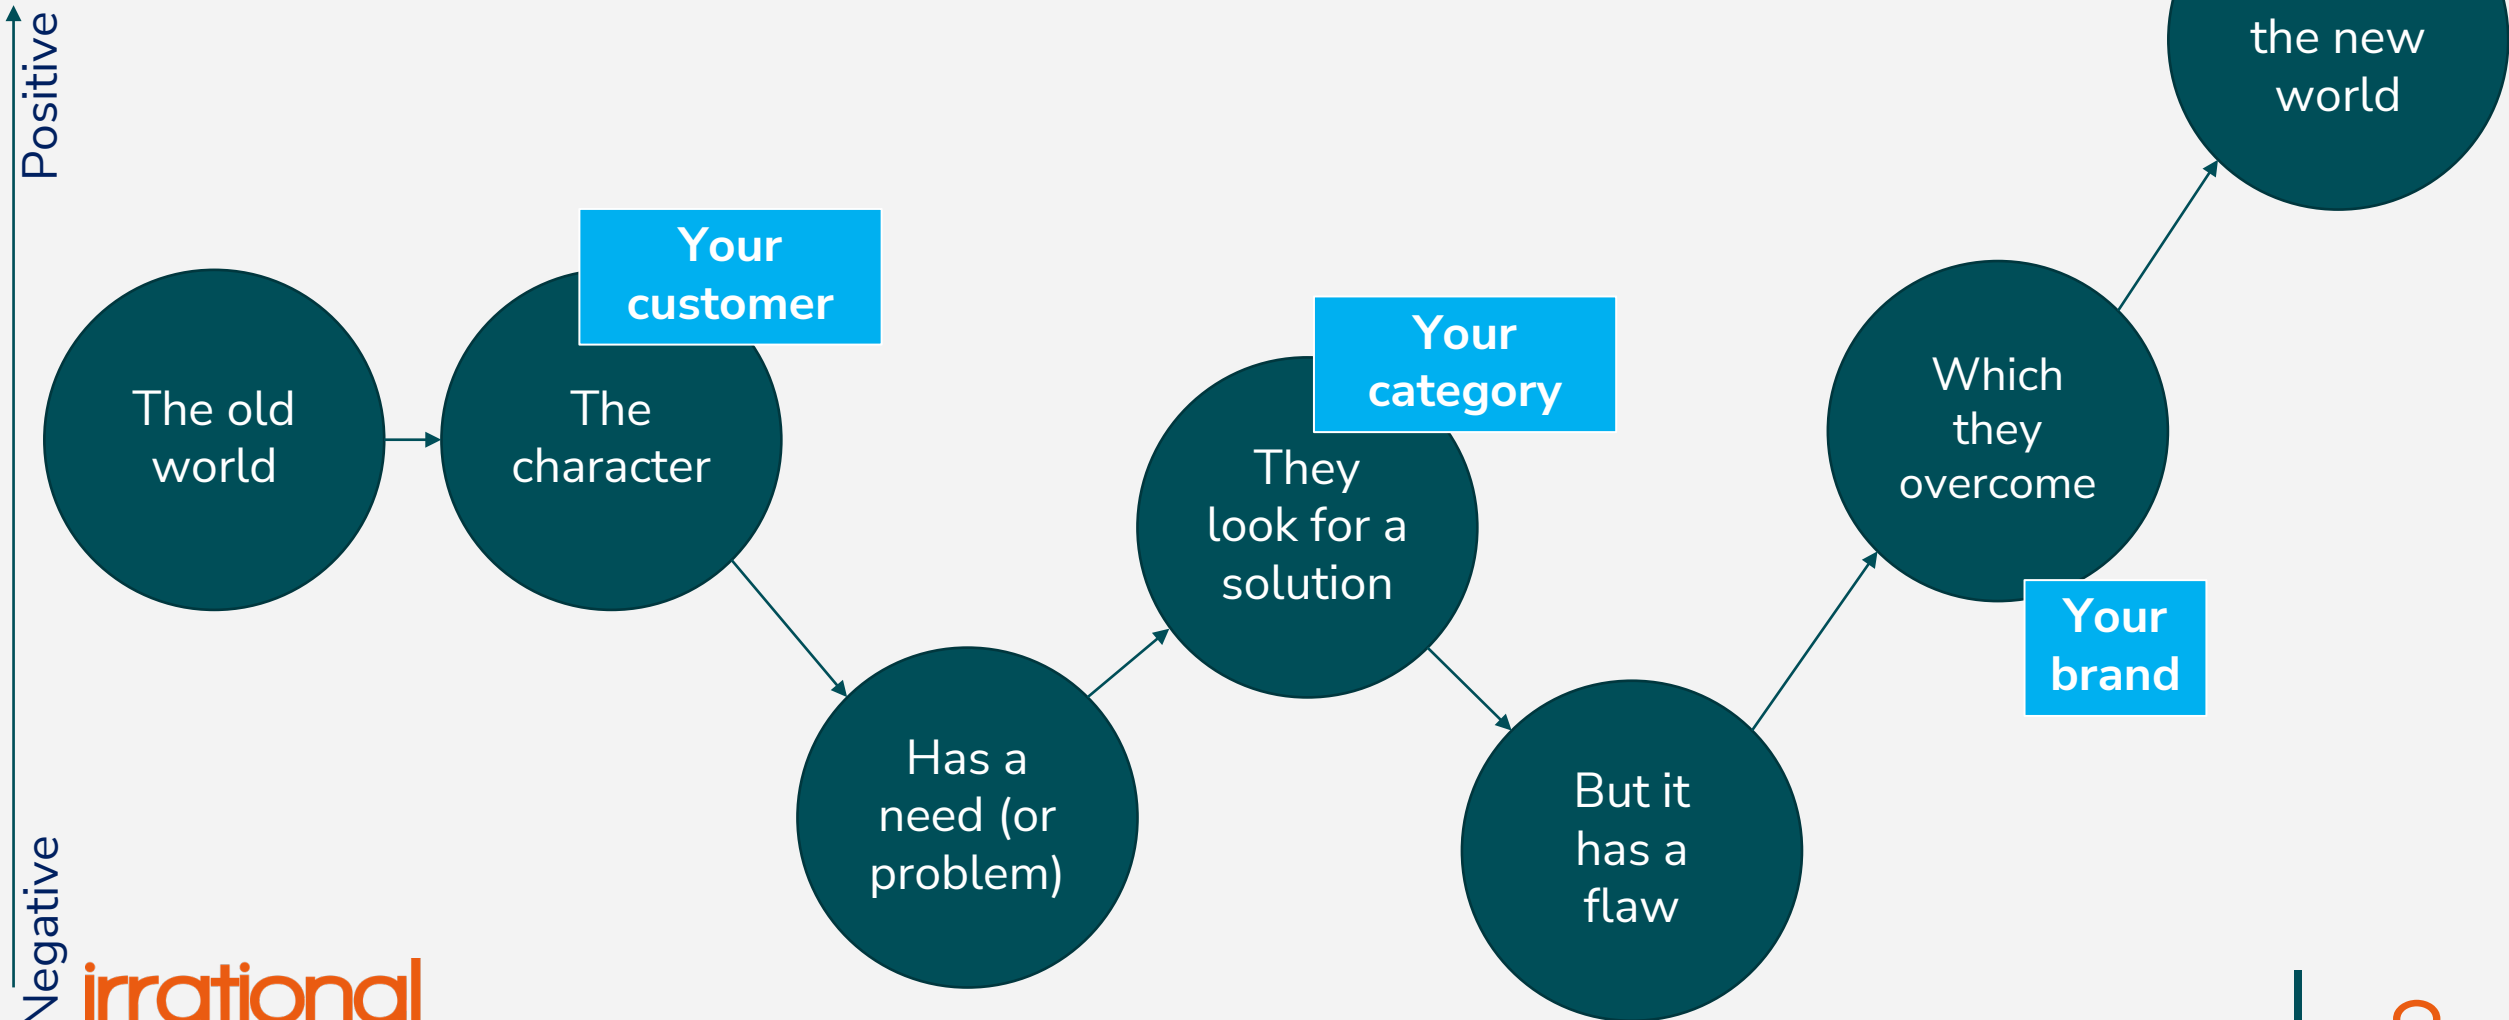 Positive
Negative
The old
world
Your
customer
The
character
Has a
need (or
problem)
Your
category
They
look for a
solution
But it
has a
flaw
Which
they
overcome
Your
brand
the new
world
irrational